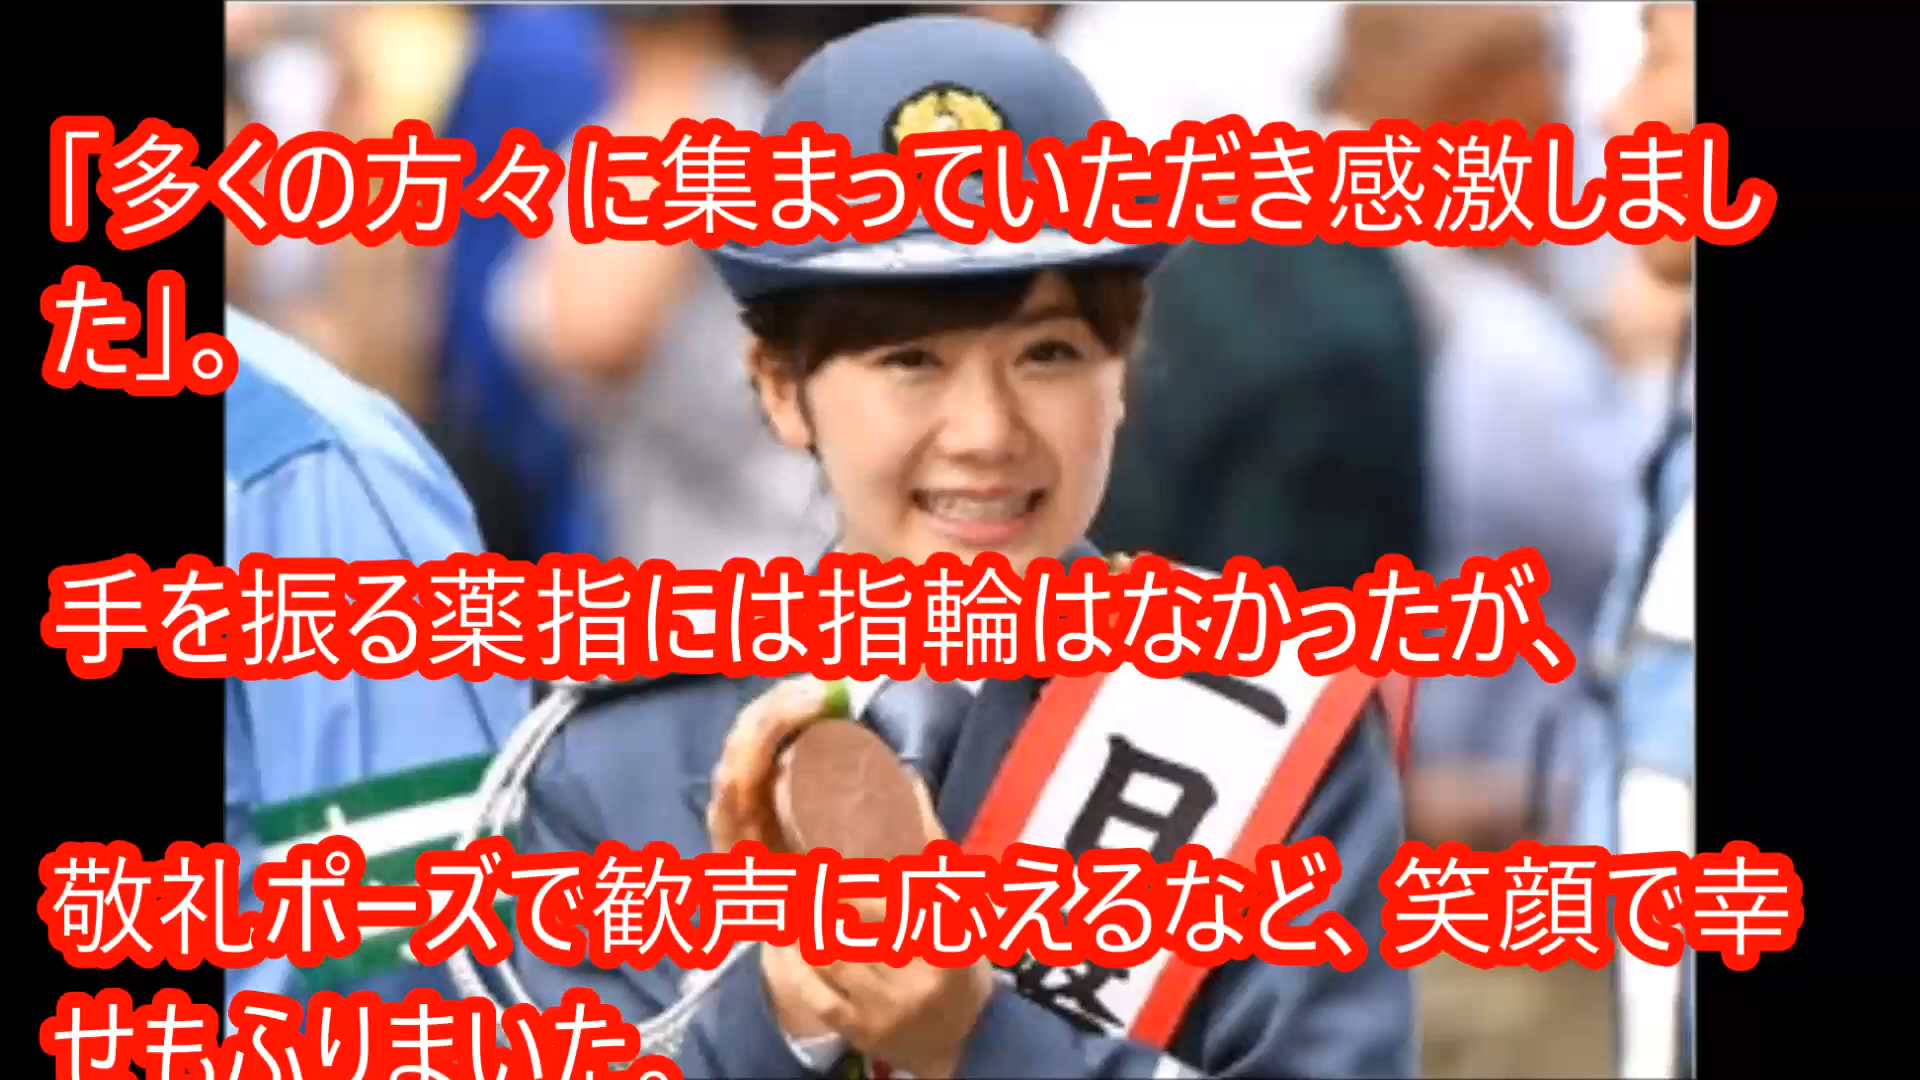 「多くの方々に集まっていただき感激しまし
た」。
手を振る薬指には指輪はなかったが、
敬礼ポーズで歓声に応えるなど、笑顔で幸
せもふりまいた。
一日警